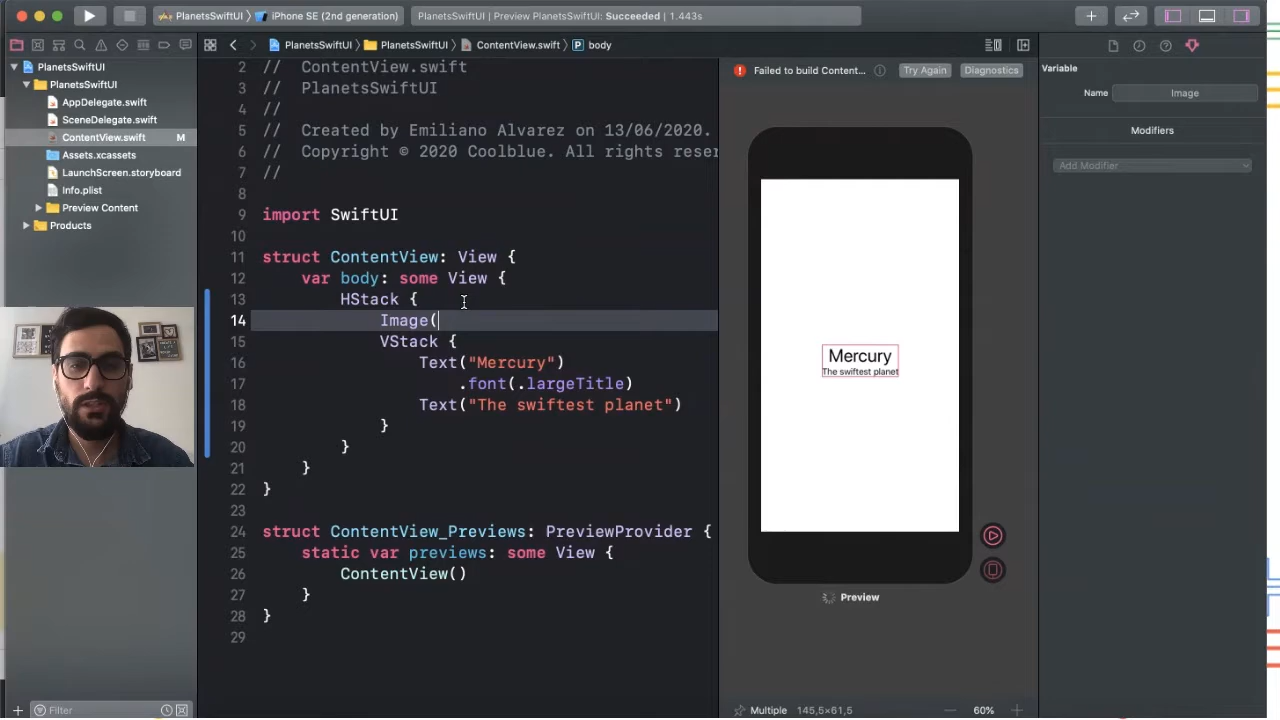 PlanetsSwiftUI 〉 iPhone SE (2nd generation)
PlanetsSwiftUI | Preview PlanetsSwiftUI: Succeeded | 1.443s
PlanetsSwiftUI 〉 PlanetsSwiftUI 〉 ContentView.swift 〉 P body
PlanetsSwiftUI
PlanetsSwiftUI
AppDelegate.swift
SceneDelegate.swift
ContentView.swift M
Assets.xcassets
LaunchScreen.storyboard
Info.plist
Preview Content
Products
Filter
2 // ContentView.swift
3 // PlanetsSwiftUI
4 //
5 // Created by Emiliano Alvarez on 13/06/2020.
6 // Copyright © 2020 Coolblue. All rights reser
7 //
8
9 import SwiftUI
10
11 struct ContentView: View {
12 var body: some View {
13 HStack {
14 Image(
15 VStack {
16 Text("Mercury")
17 .font(.largeTitle)
18 Text("The swiftest planet")
19 }
20 }
21 }
22 }
23
24 struct ContentView_Previews: PreviewProvider {
25 static var previews: some View {
26 ContentView()
27 }
28 }
29
Failed to build Content... Try Again Diagnostics
Mercury
The swiftest planet
Preview
Multiple 145,5×61,5 60%
Variable
Name Image
Modifiers
Add Modifier